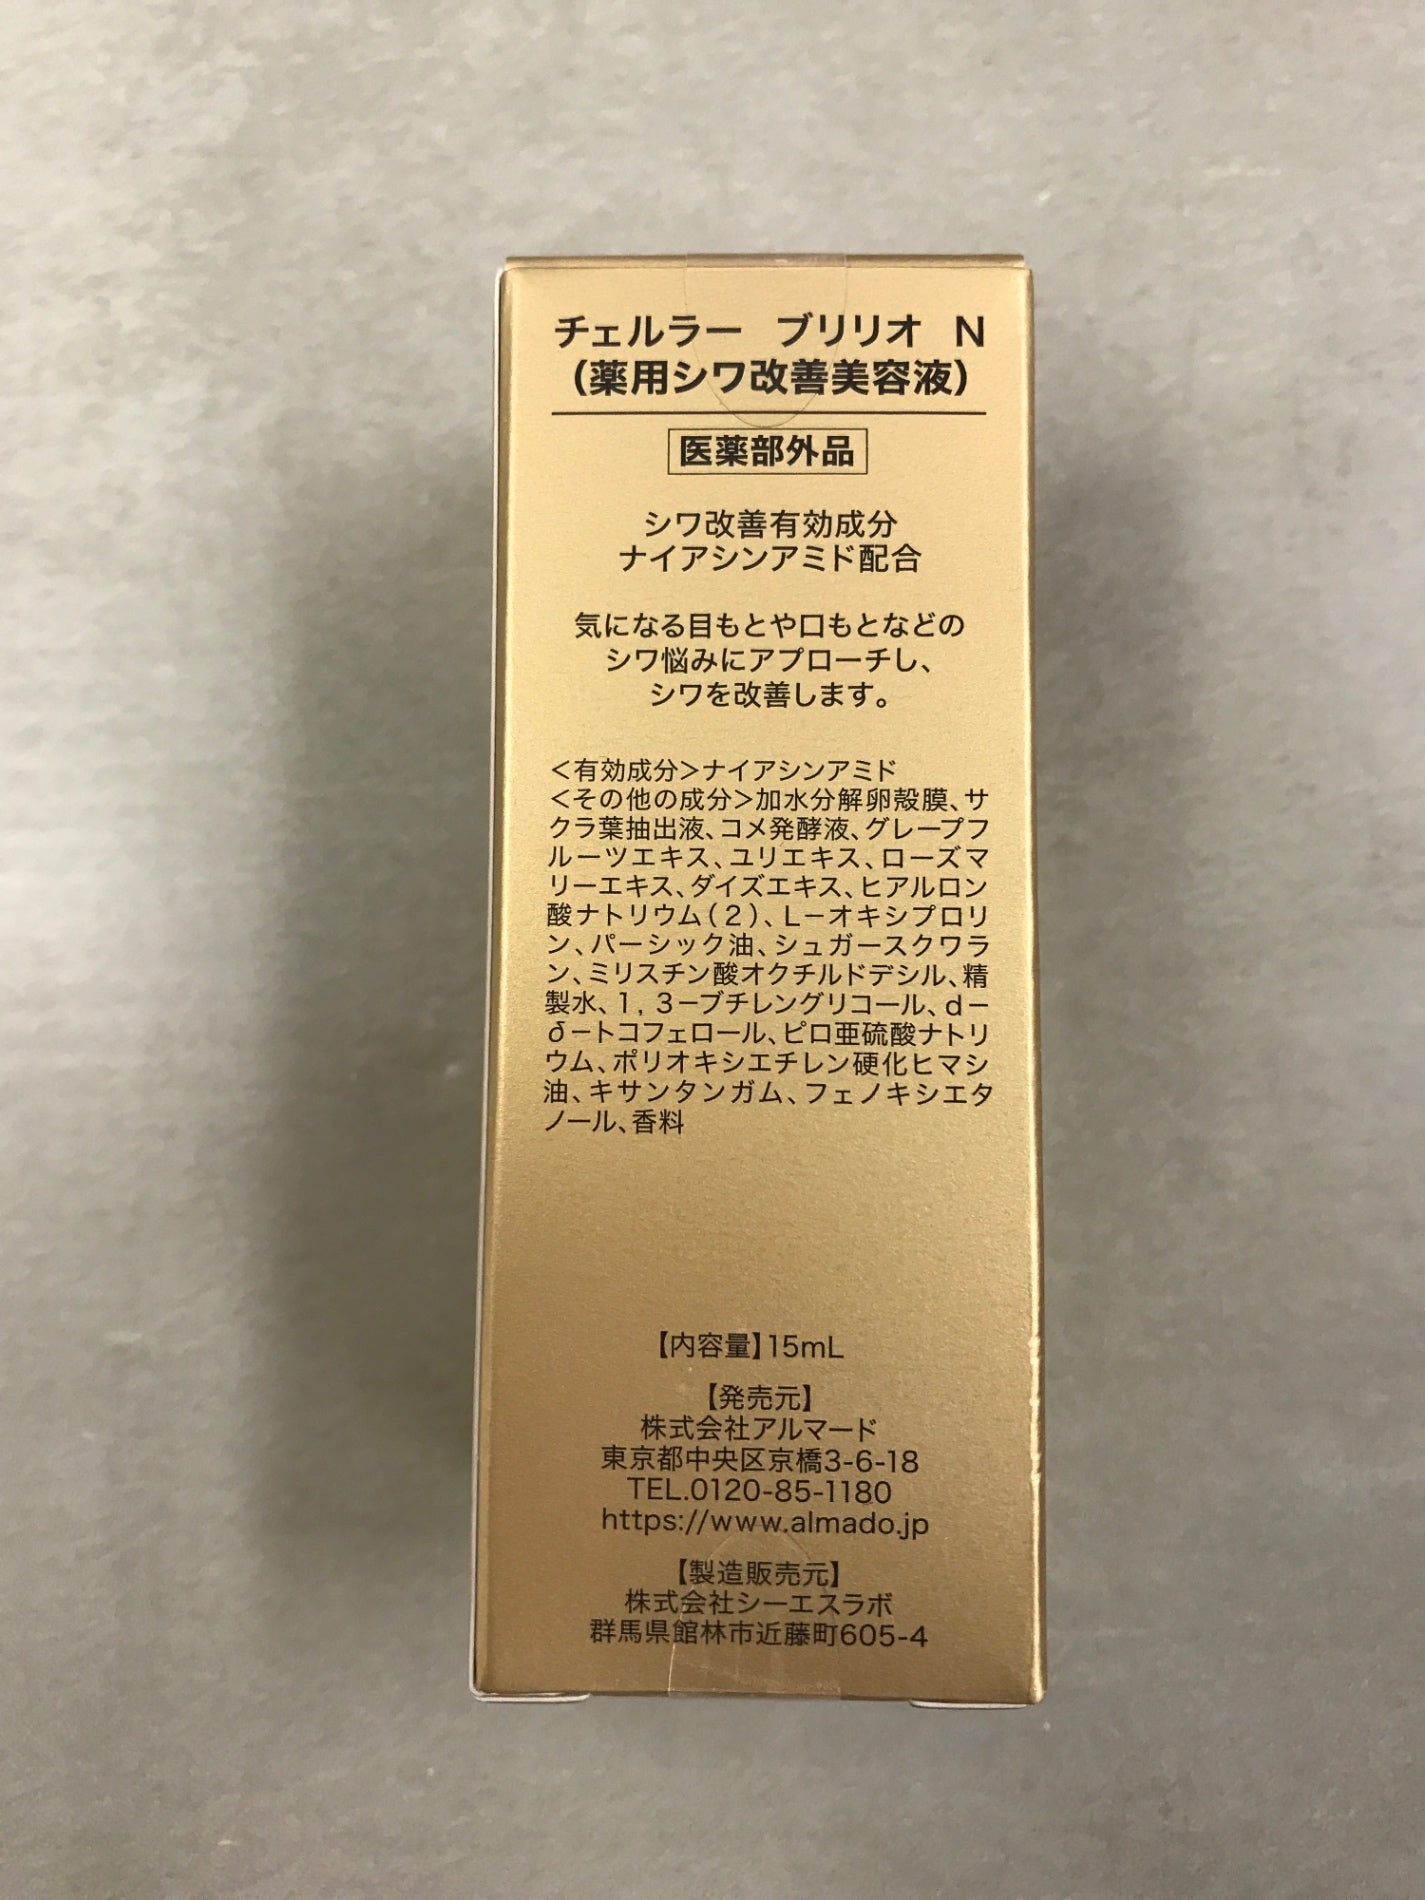 チェルラー　ブリリオ　N
（薬用シワ改善美容液）
医薬部外品
シワ改善有効成分
ナイアシンアミド配合
気になる目もとや口もとなどの
シワ悩みにアプローチし、
シワを改善します。
＜有効成分＞ナイアシンアミド
＜その他の成分＞加水分解卵殻膜、サ
クラ葉抽出液、コメ発酵液、グレープフ
ルーツエキス、ユリエキス、ローズマ
リーエキス、ダイズエキス、ヒアルロン
酸ナトリウム（２）、Ｌ－オキシプロリ
ン、パーシック油、シュガースクワラ
ン、ミリスチン酸オクチルドデシル、精
製水、１，３－ブチレングリコール、ｄ－
δ－トコフェロール、ピロ亜硫酸ナトリ
ウム、ポリオキシエチレン硬化ヒマシ
油、キサンタンガム、フェノキシエタ
ノール、香料
【内容量】15mL
【発売元】
株式会社アルマード
東京都中央区京橋3-6-18
TEL.0120-85-1180
https://www.almado.jp
【製造販売元】
株式会社シーエスラボ
群馬県館林市近藤町605-4